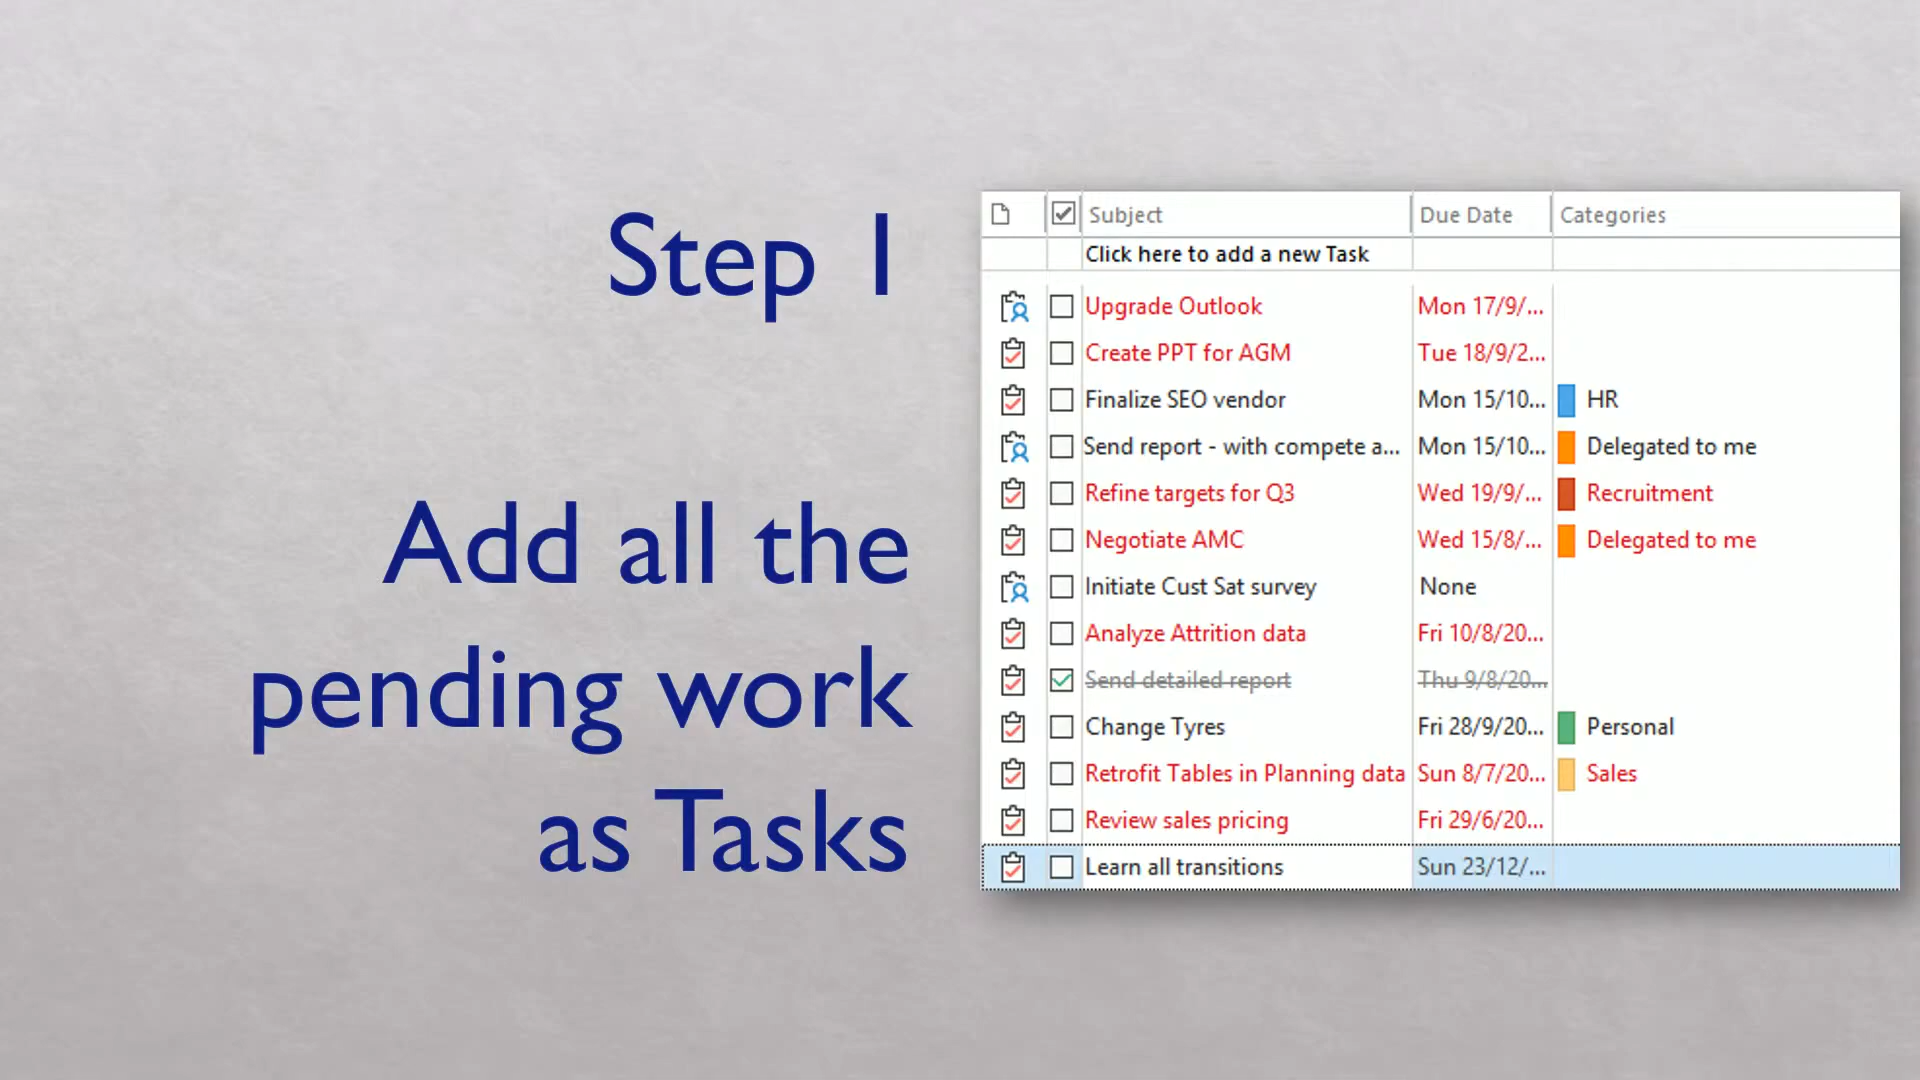 Step 1
Add all the
pending work
as Tasks
Subject Due Date Categories
Click here to add a new Task
Upgrade Outlook Mon 17/9/...
Create PPT for AGM Tue 18/9/2...
Finalize SEO vendor Mon 15/10... HR
Send report - with compete a... Mon 15/10... Delegated to me
Refine targets for Q3 Wed 19/9/... Recruitment
Negotiate AMC Wed 15/8/... Delegated to me
Initiate Cust Sat survey None
Analyze Attrition data Fri 10/8/20...
Send detailed report Thu 9/8/20...
Change Tyres Fri 28/9/20... Personal
Retrofit Tables in Planning data Sun 8/7/20... Sales
Review sales pricing Fri 29/6/20...
Learn all transitions Sun 23/12/...